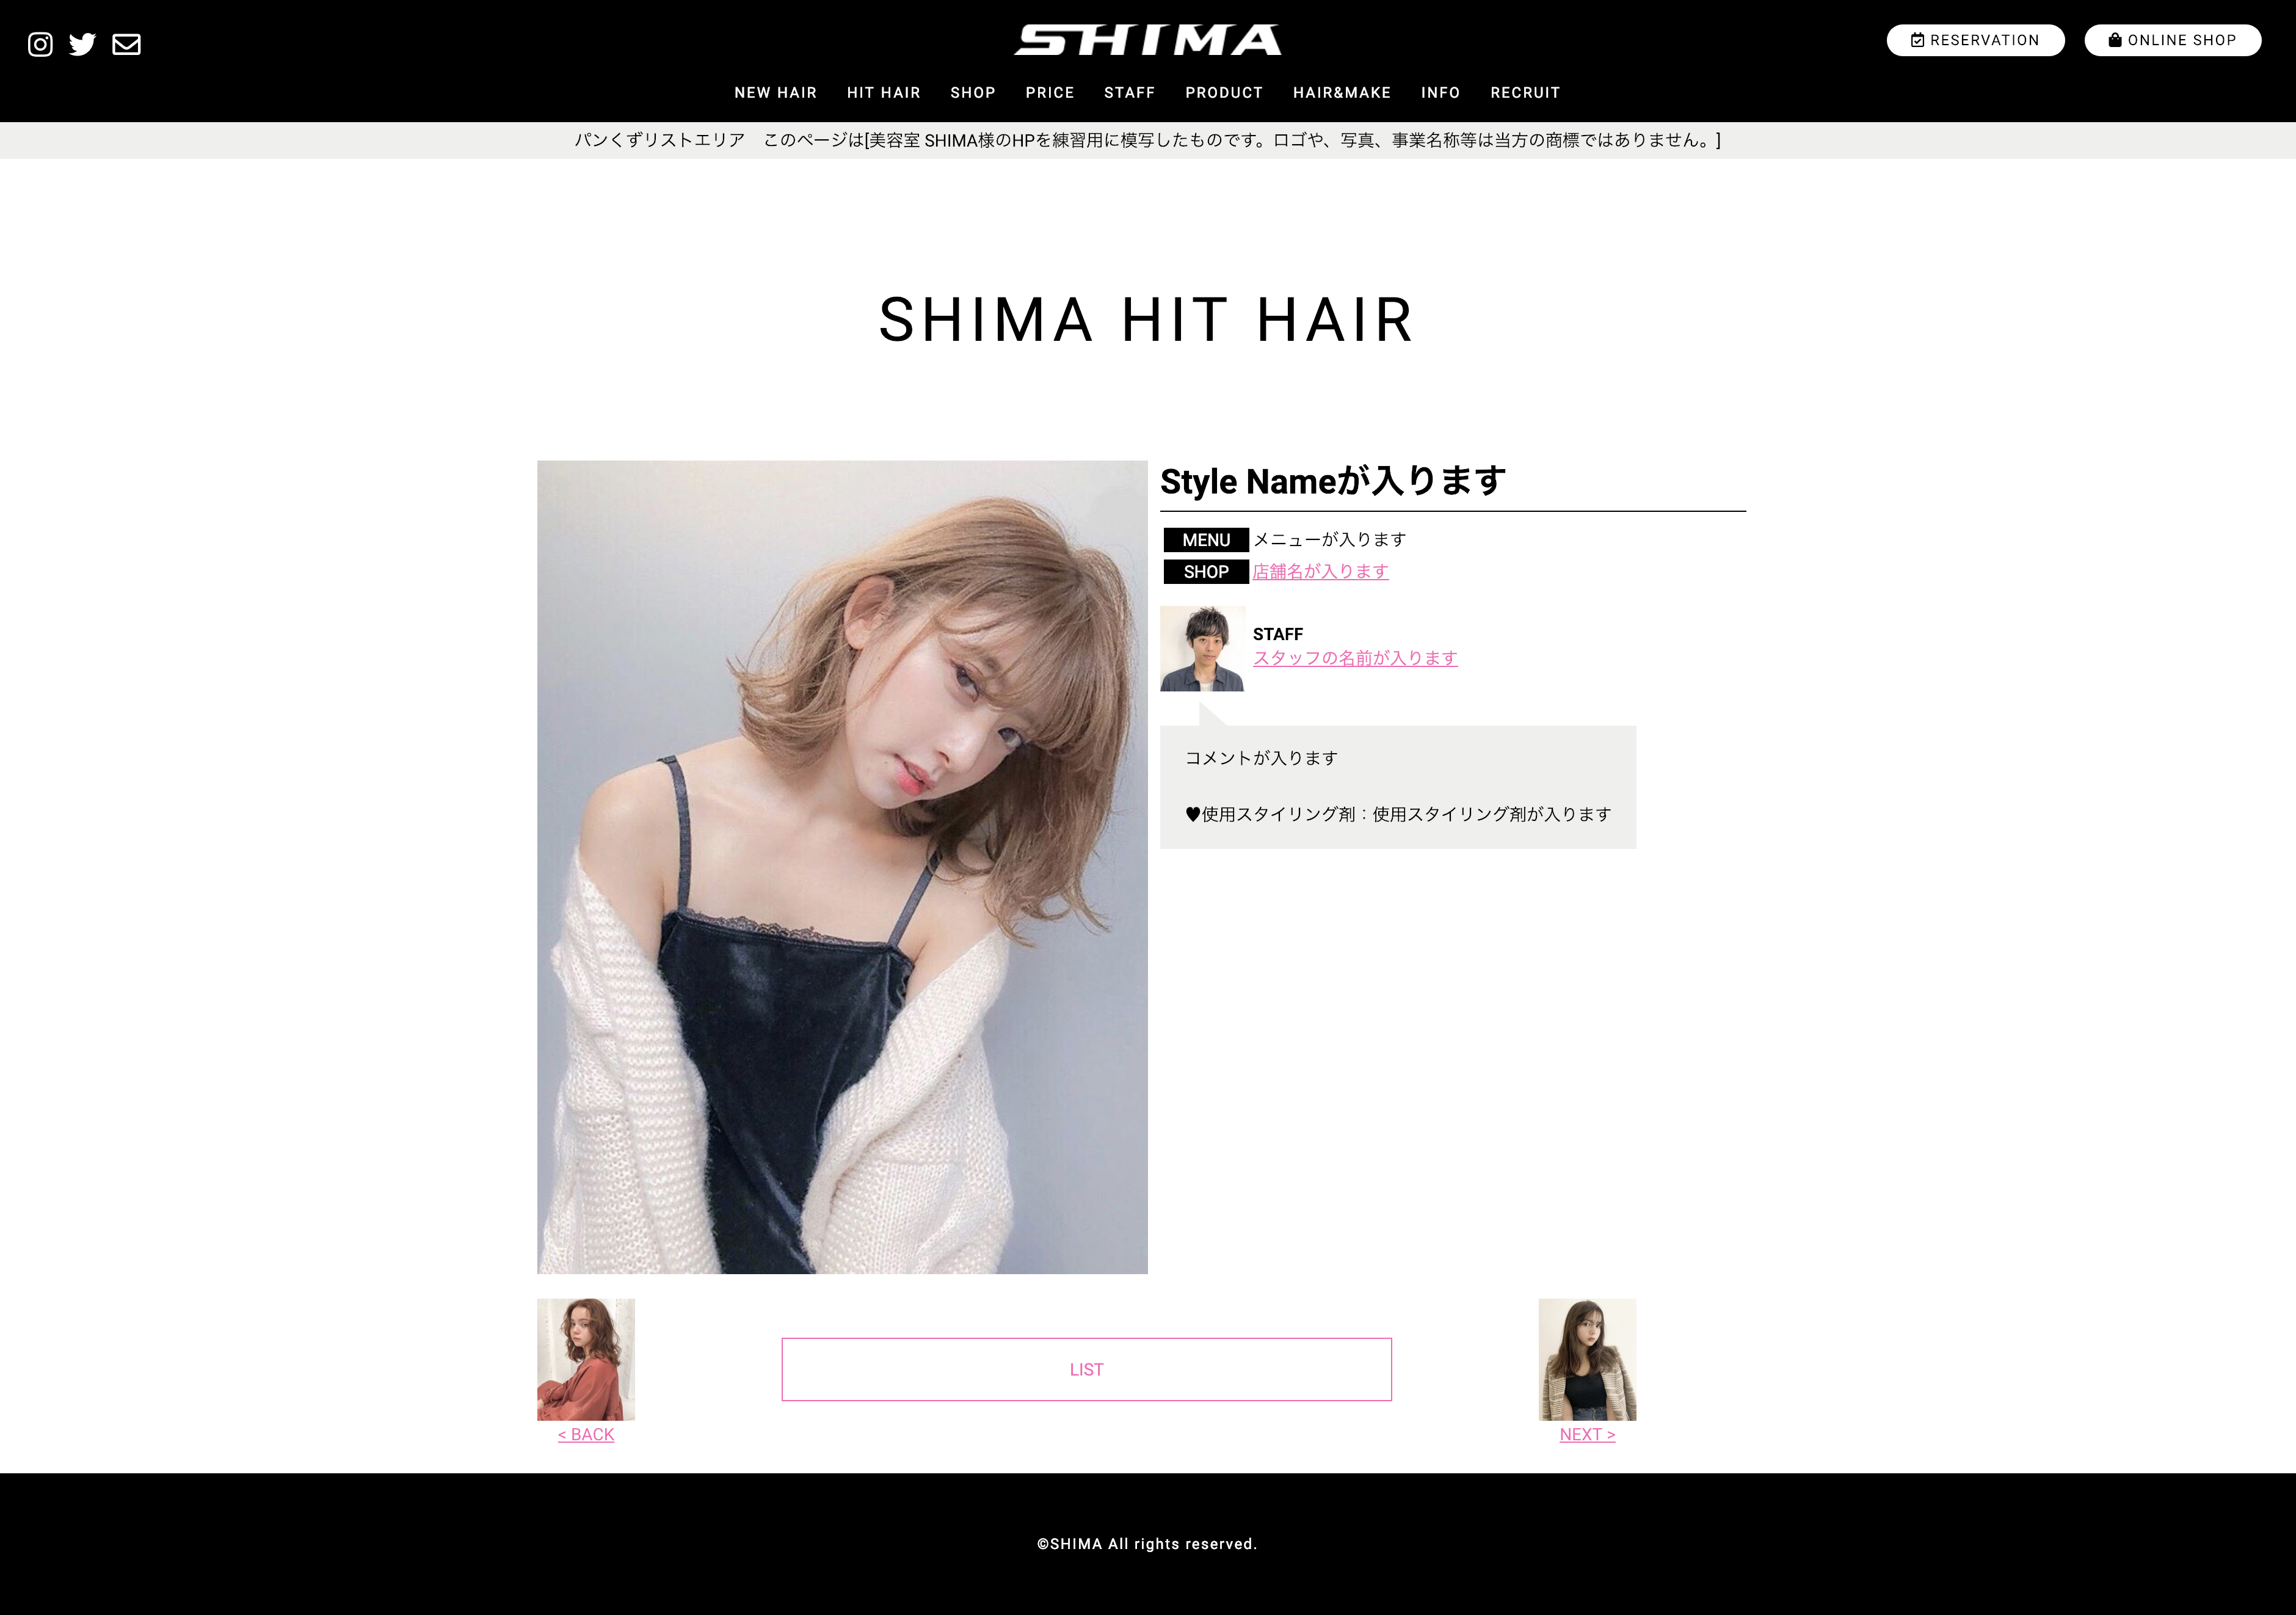 SHIMA
RESERVATION
ONLINE SHOP
NEW HAIR HIT HAIR SHOP PRICE STAFF PRODUCT HAIR&MAKE INFO RECRUIT
パンくずリストエリア　このページは[美容室 SHIMA様のHPを練習用に模写したものです。ロゴや、写真、事業名称等は当方の商標ではありません。]
SHIMA HIT HAIR
Style Nameが入ります
MENU メニューが入ります
SHOP 店舗名が入ります
STAFF
スタッフの名前が入ります
コメントが入ります
♥使用スタイリング剤：使用スタイリング剤が入ります
LIST
< BACK
NEXT >
©SHIMA All rights reserved.